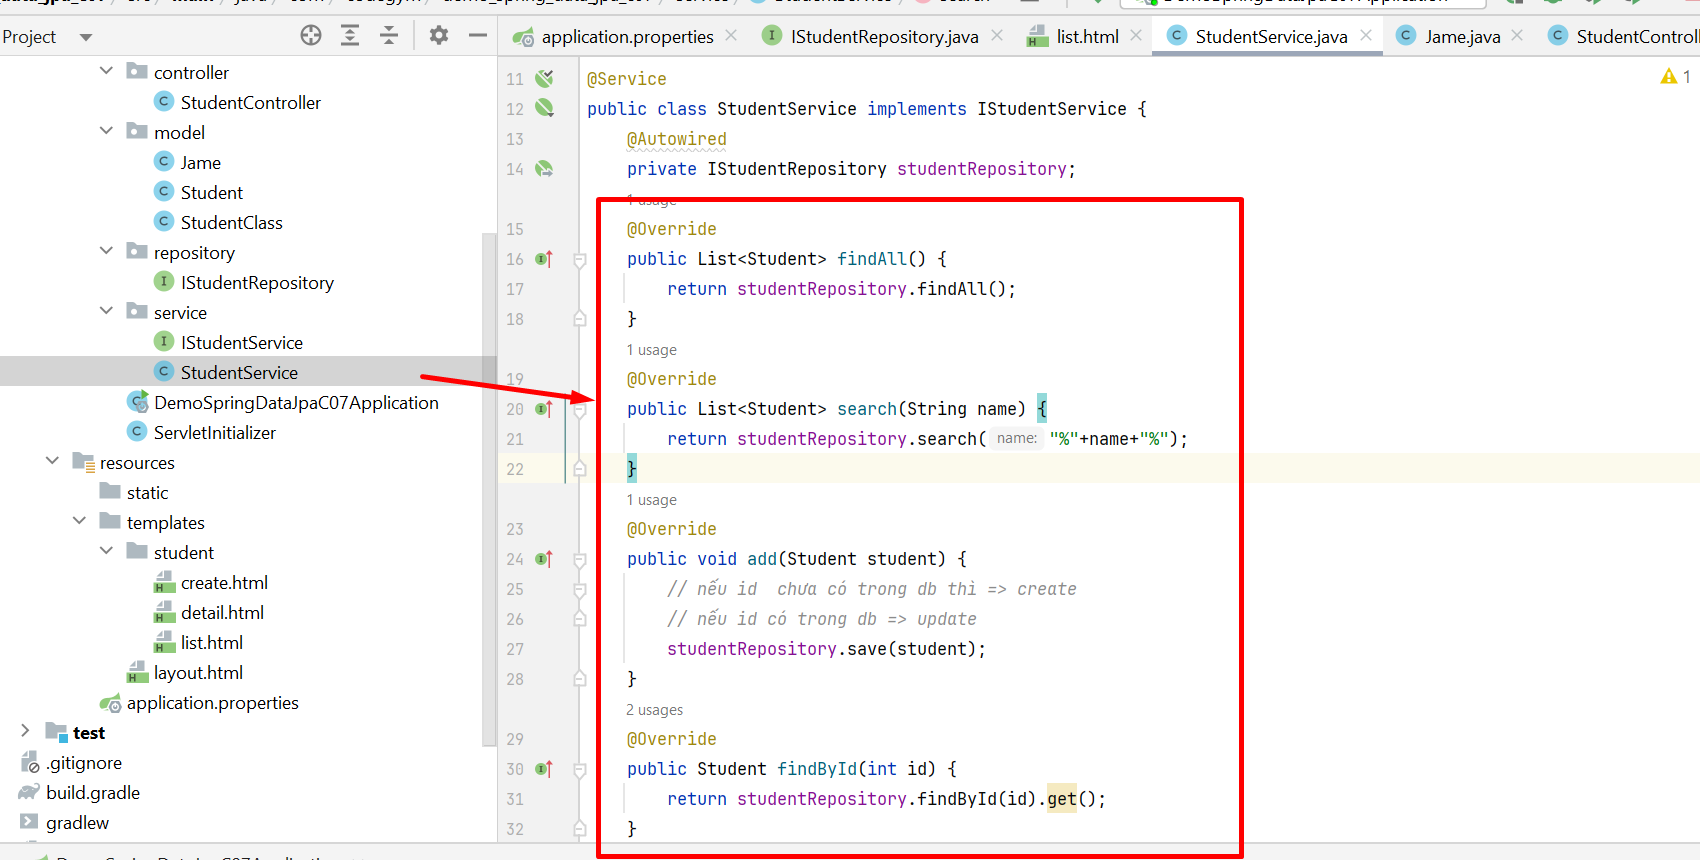 Project
application.properties
IStudentRepository.java
list.html
StudentService.java
Jame.java
StudentControll
controller
StudentController
model
Jame
Student
StudentClass
repository
IStudentRepository
service
IStudentService
StudentService
DemoSpringDataJpaC07Application
ServletInitializer
resources
static
templates
student
create.html
detail.html
list.html
layout.html
application.properties
test
.gitignore
build.gradle
gradlew
1
11 @Service
12 public class StudentService implements IStudentService {
13 @Autowired
14 private IStudentRepository studentRepository;
1 usage
15 @Override
16 public List<Student> findAll() {
17 return studentRepository.findAll();
18 }
1 usage
19 @Override
20 public List<Student> search(String name) {
21 return studentRepository.search( name: "%"+name+"%");
22 }
1 usage
23 @Override
24 public void add(Student student) {
25 // nếu id  chưa có trong db thì => create
26 // nếu id có trong db => update
27 studentRepository.save(student);
28 }
2 usages
29 @Override
30 public Student findById(int id) {
31 return studentRepository.findById(id).get();
32 }